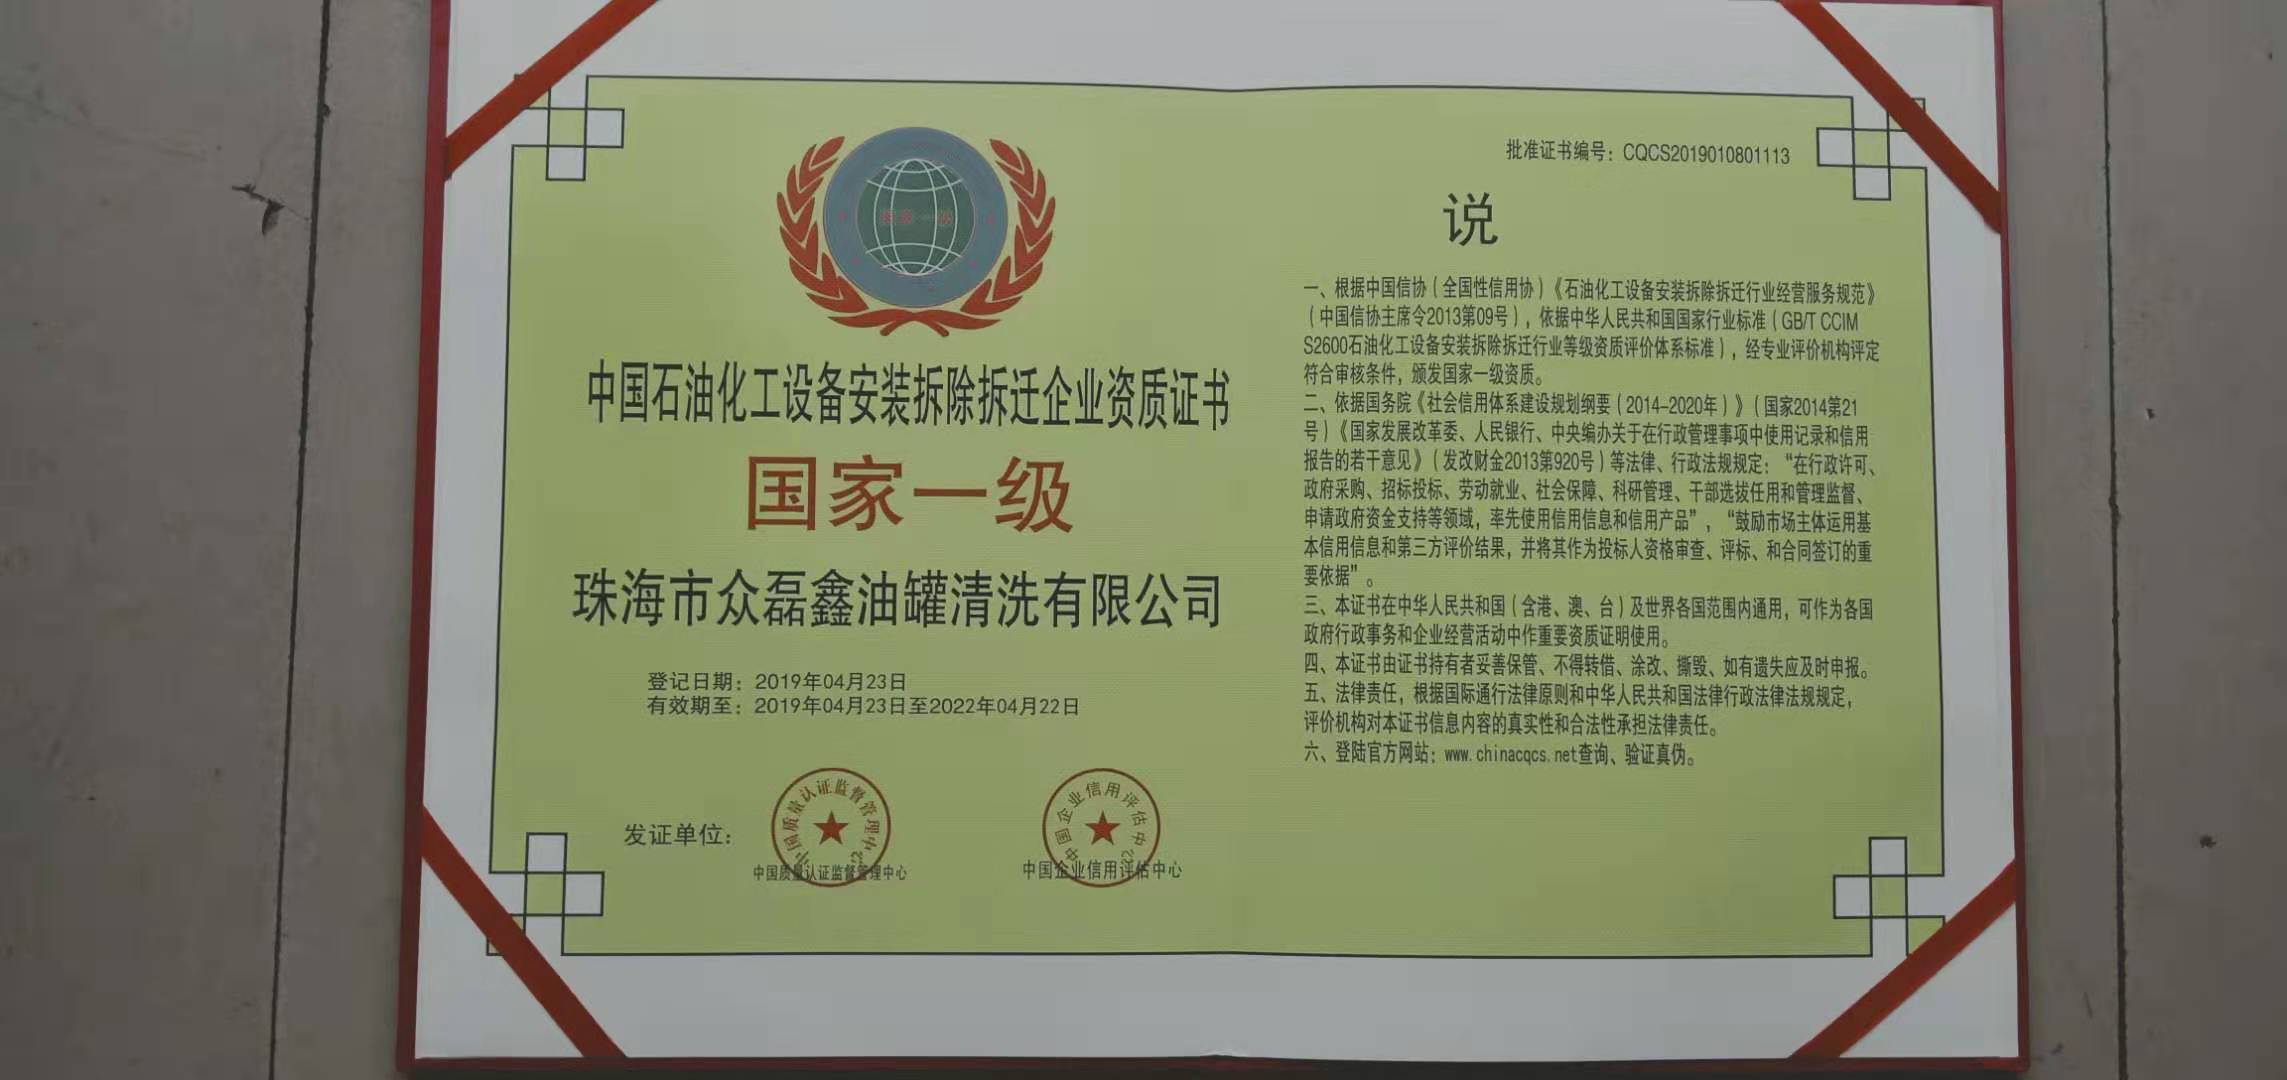 国家一级
中国石油化工设备安装拆除拆迁企业资质证书
国家一级
珠海市众磊鑫油罐清洗有限公司
登记日期：2019年04月23日
有效期至：2019年04月23日至2022年04月22日
发证单位：
中国质量认证监督管理中心
中国质量认证监督管理中心
中国企业信用评估中心
中国企业信用评估中心
批准证书编号：CQCS2019010801113
说
一、根据中国信协（全国性信用协）《石油化工设备安装拆除拆迁行业经营服务规范》
（中国信协主席令2013第09号），依据中华人民共和国国家行业标准（GB/T CCIM
S2600石油化工设备安装拆除拆迁行业等级资质评价体系标准），经专业评价机构评定
符合审核条件，颁发国家一级资质。
二、依据国务院《社会信用体系建设规划纲要（2014-2020年）》（国家2014第21
号）《国家发展改革委、人民银行、中央编办关于在行政管理事项中使用记录和信用
报告的若干意见》（发改财金2013第920号）等法律、行政法规规定：“在行政许可、
政府采购、招标投标、劳动就业、社会保障、科研管理、干部选拔任用和管理监督、
申请政府资金支持等领域，率先使用信用信息和信用产品”，“鼓励市场主体运用基
本信用信息和第三方评价结果，并将其作为投标人资格审查、评标、和合同签订的重
要依据”。
三、本证书在中华人民共和国（含港、澳、台）及世界各国范围内通用，可作为各国
政府行政事务和企业经营活动中作重要资质证明使用。
四、本证书由证书持有者妥善保管、不得转借、涂改、撕毁、如有遗失应及时申报。
五、法律责任，根据国际通行法律原则和中华人民共和国法律行政法律法规规定，
评价机构对本证书信息内容的真实性和合法性承担法律责任。
六、登陆官方网站：www.chinacqcs.net查询、验证真伪。